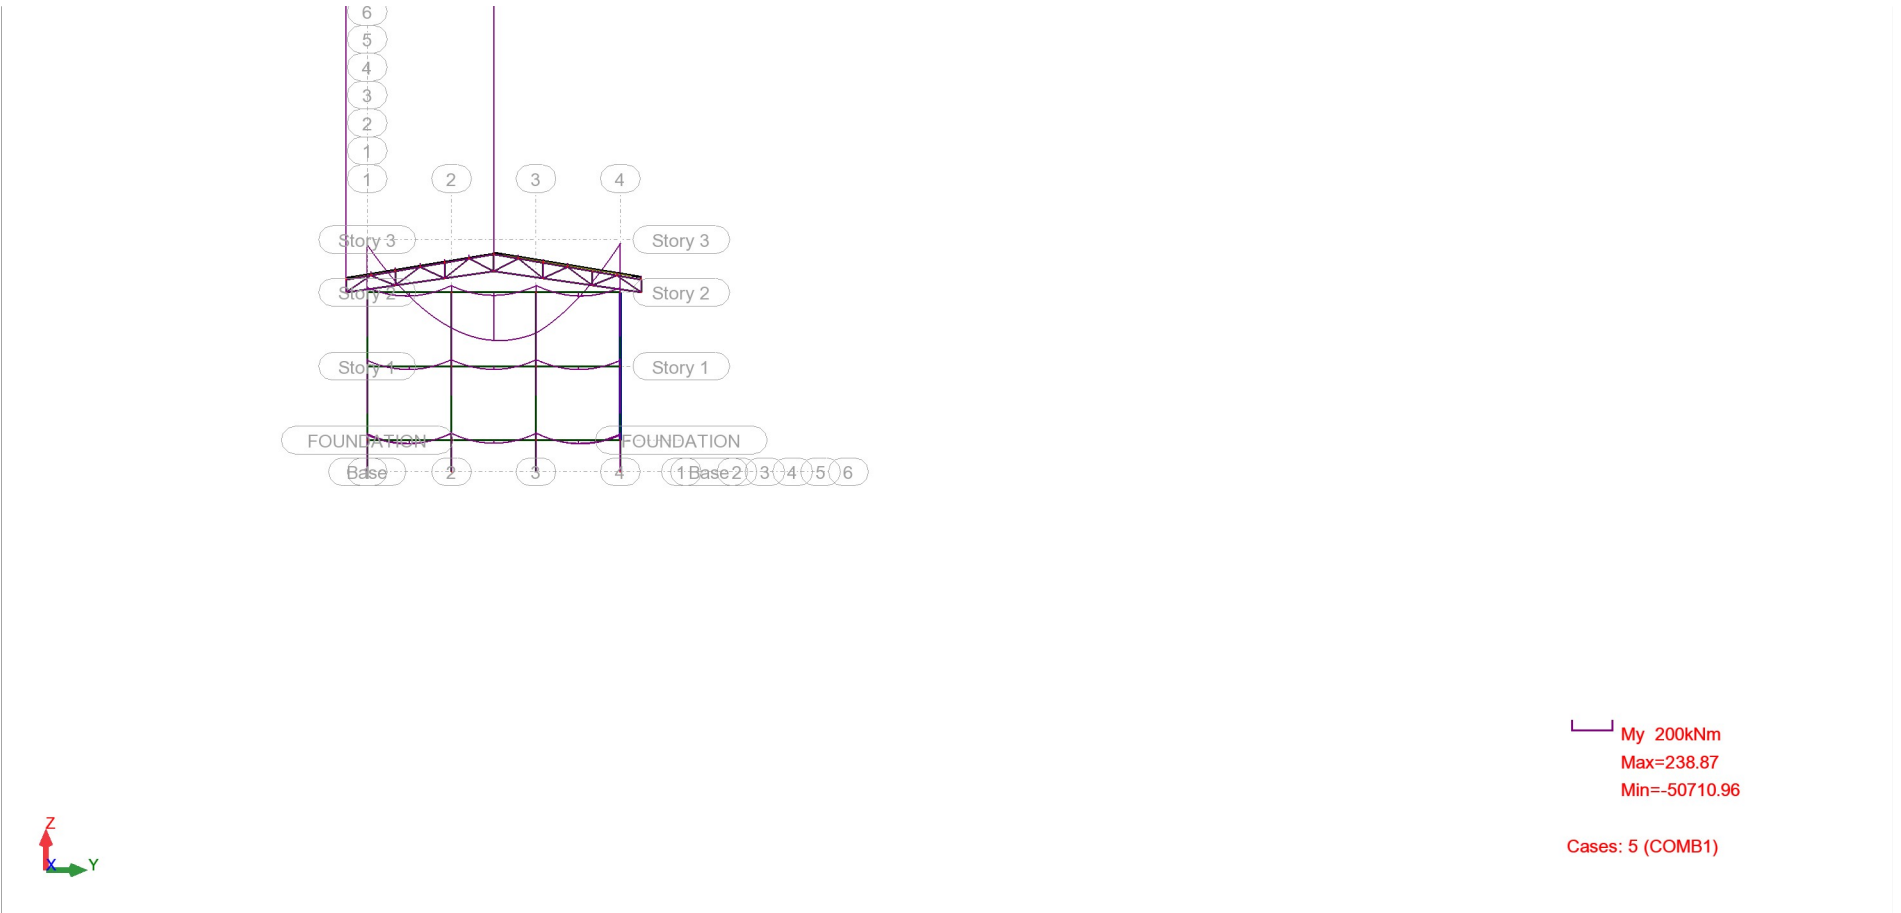 6
5
4
3
2
1
1 2 3 4
Story 3 Story 3
Story 2 Story 2
Story 1 Story 1
FOUNDATION FOUNDATION
Base 2 3 4 1 Base 2 3 4 5 6
My 200kNm
Max=238.87
Min=-50710.96
Cases: 5 (COMB1)
Z
X Y